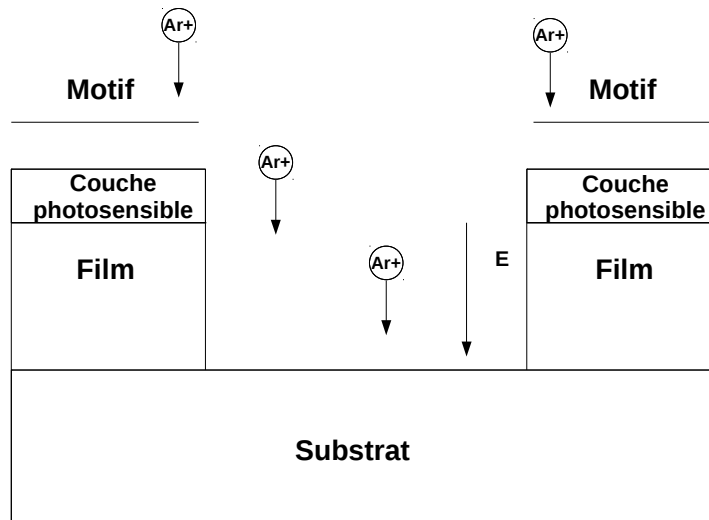 Ar+
Ar+
Motif
Motif
Ar+
Couche
photosensible
Couche
photosensible
Ar+
E
Film
Film
Substrat